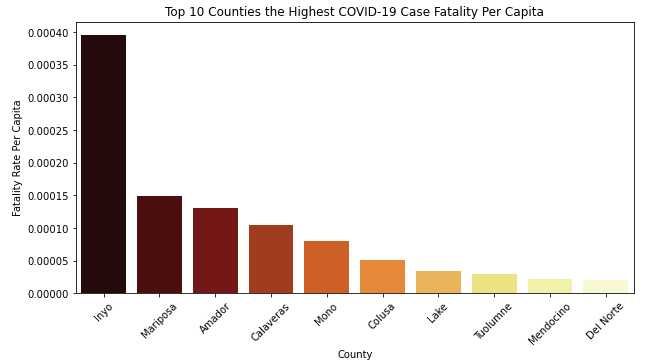 Top 10 Counties the Highest COVID-19 Case Fatality Per Capita
Fatality Rate Per Capita
0.00040
0.00035
0.00030
0.00025
0.00020
0.00015
0.00010
0.00005
0.00000
Inyo
Mariposa
Amador
Calaveras
Mono
Colusa
Lake
Tuolumne
Mendocino
Del Norte
County